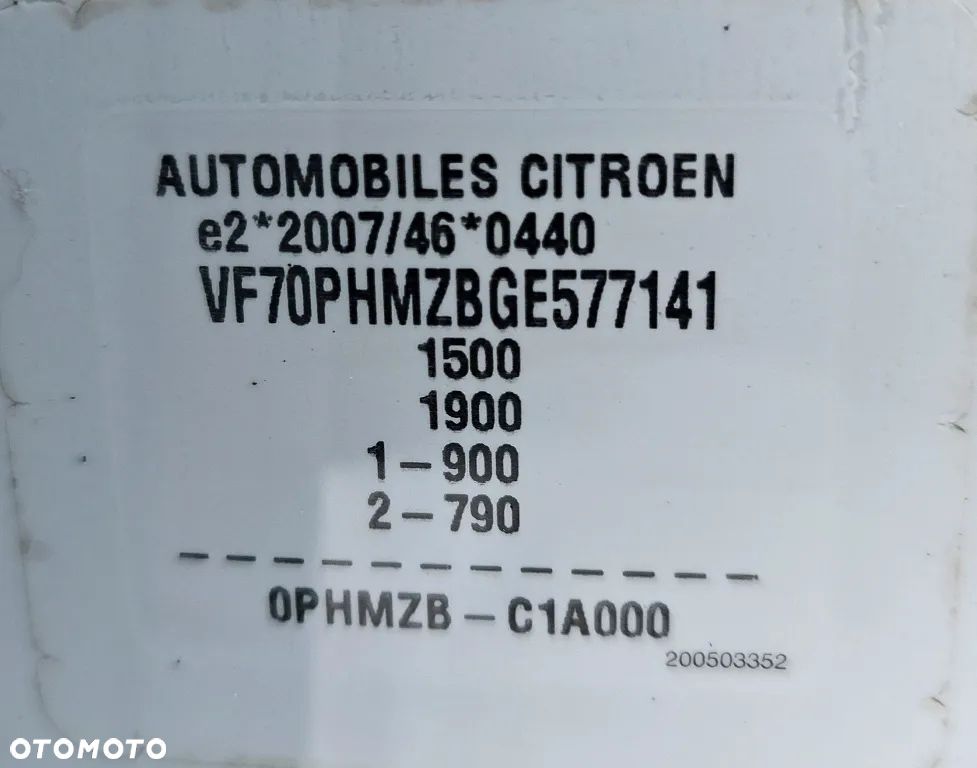 AUTOMOBILES CITROEN
e2*2007/46*0440
VF70PHMZBGE577141
1500
1900
1-900
2-790
0PHMZB-C1A000
200503352
OTOMOTO